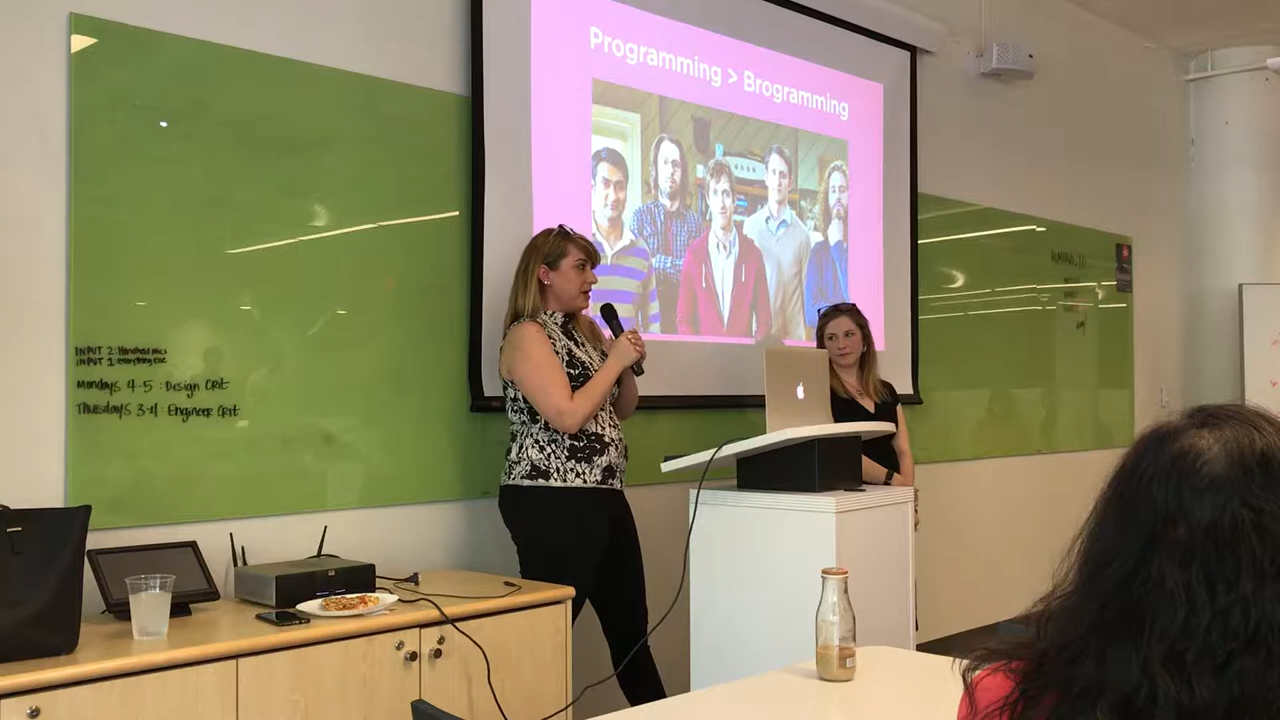 Programming > Brogramming
INPUT 2: Handheld mics
INPUT 1: everything else
Mondays 4-5 : Design Crit
Thursdays 3-4 : Engineer Crit